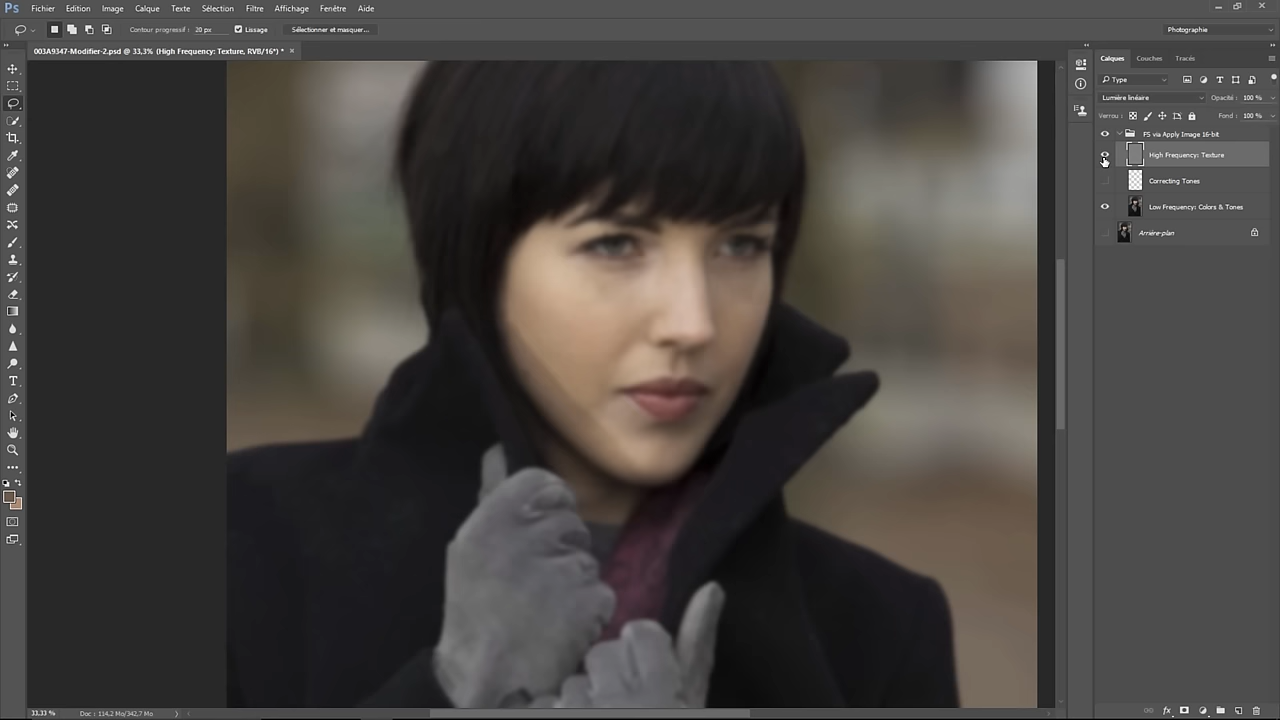 Ps Fichier Edition Image Calque Texte Sélection Filtre Affichage Fenêtre Aide
Contour progressif : 20 px Lissage Sélectionner et masquer... Photographie
003A9347-Modifier-2.psd @ 33,3% (High Frequency: Texture, RVB/16*) *
Calques Couches Tracés
Type
Lumière linéaire Opacité : 100 %
Verrou : Fond : 100 %
FS via Apply Image 16-bit
High Frequency: Texture
Correcting Tones
Low Frequency: Colors & Tones
Arrière-plan
33,33 % Doc : 114,2 Mo/342,7 Mo
fx